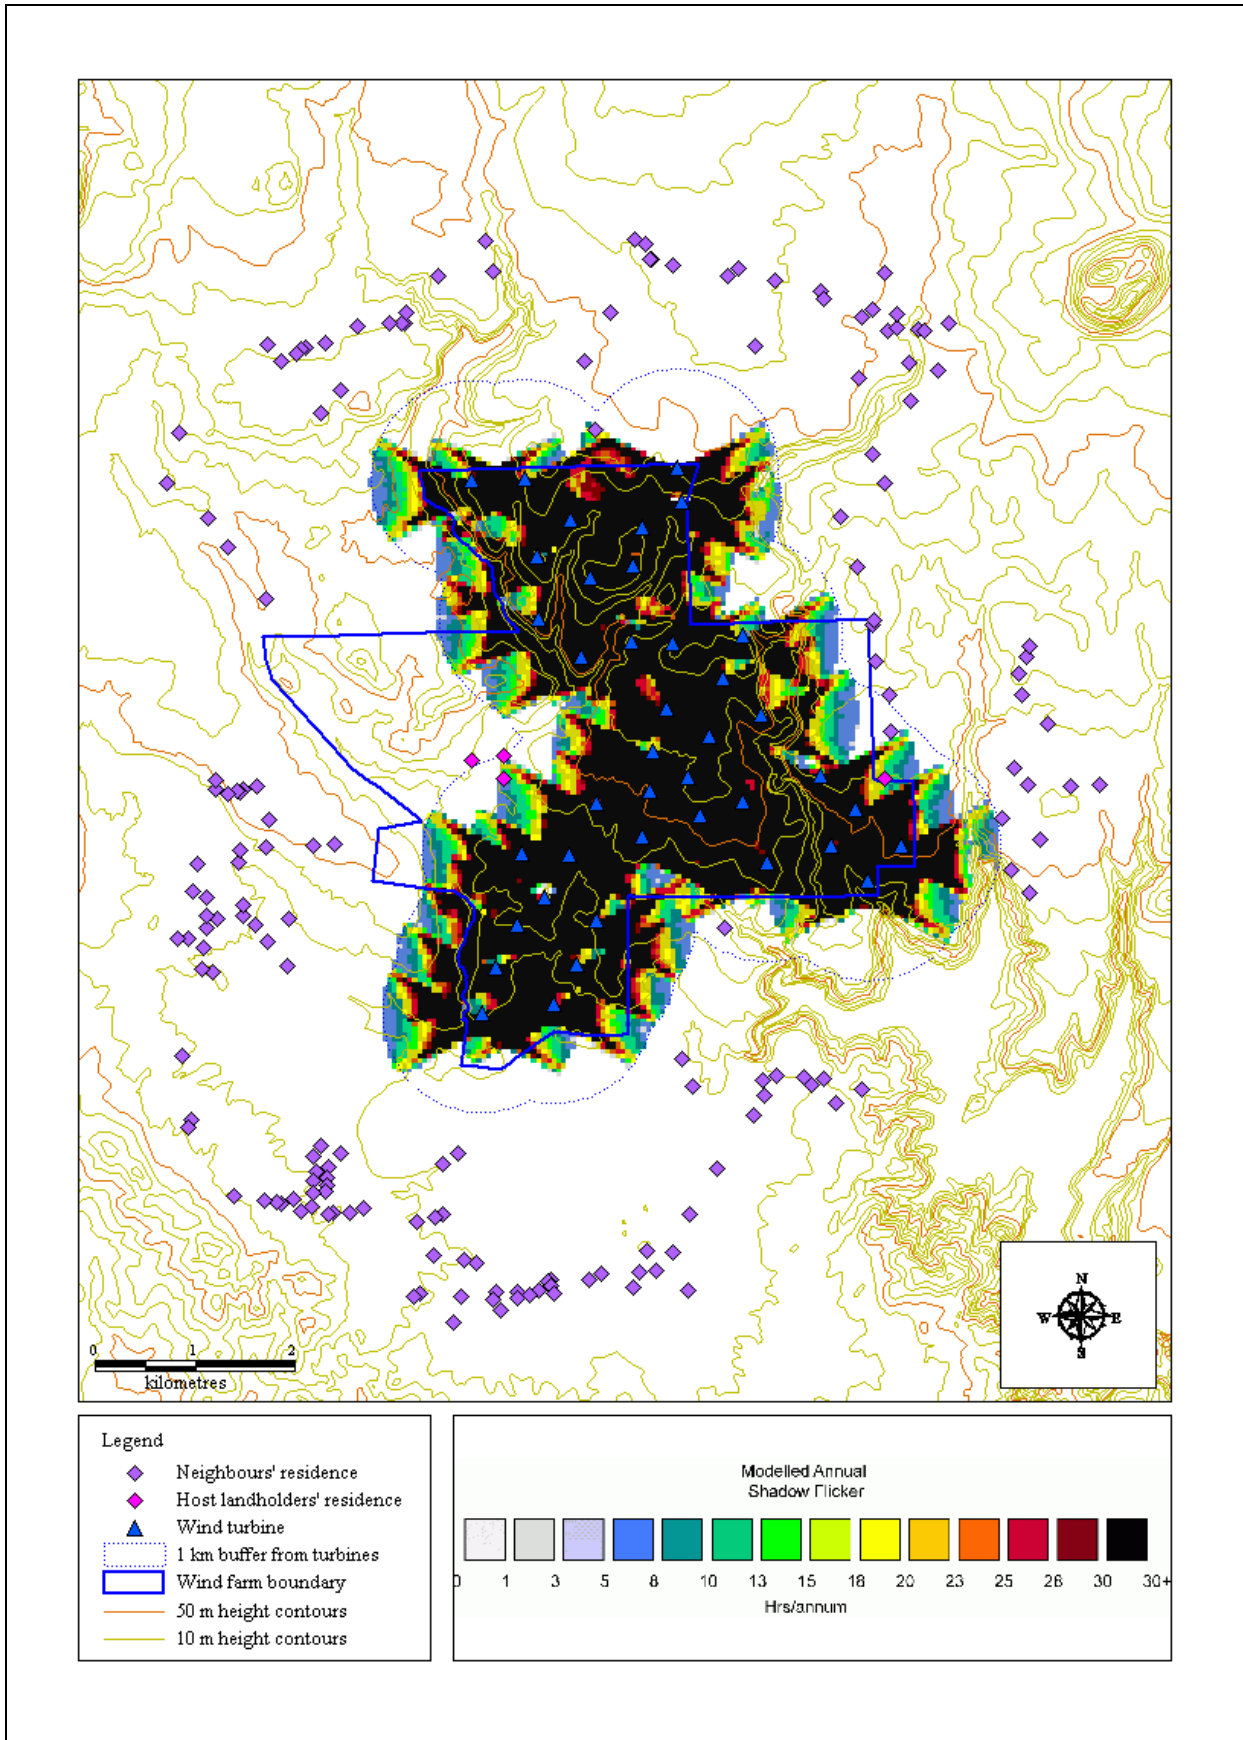 N
W E
S
0 1 2
kilometres
Legend
Neighbours' residence
Host landholders' residence
Wind turbine
1 km buffer from turbines
Wind farm boundary
50 m height contours
10 m height contours
Modelled Annual
Shadow Flicker
0 1 3 5 8 10 13 15 18 20 23 25 28 30 30+
Hrs/annum